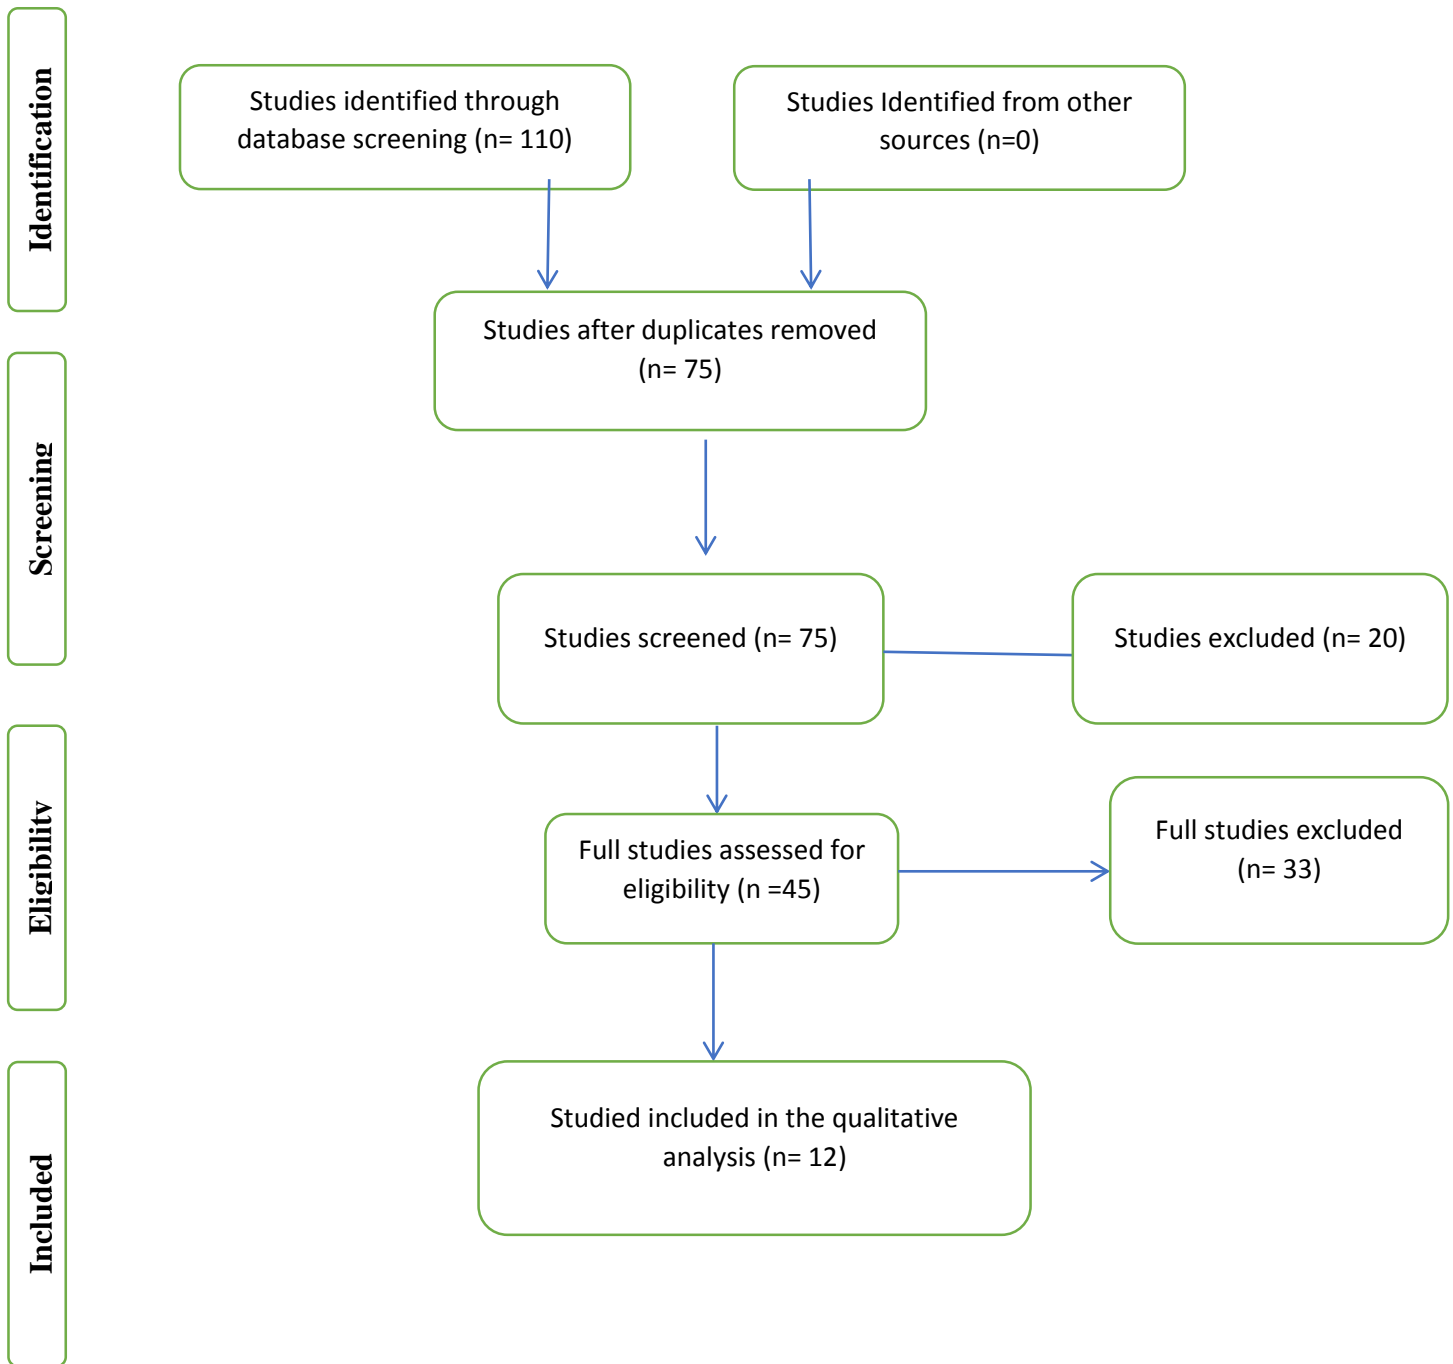 Identification
Studies identified through
database screening (n= 110)
Studies Identified from other
sources (n=0)
Studies after duplicates removed
(n= 75)
Screening
Studies screened (n= 75)
Studies excluded (n= 20)
Eligibility
Full studies assessed for
eligibility (n =45)
Full studies excluded
(n= 33)
Included
Studied included in the qualitative
analysis (n= 12)